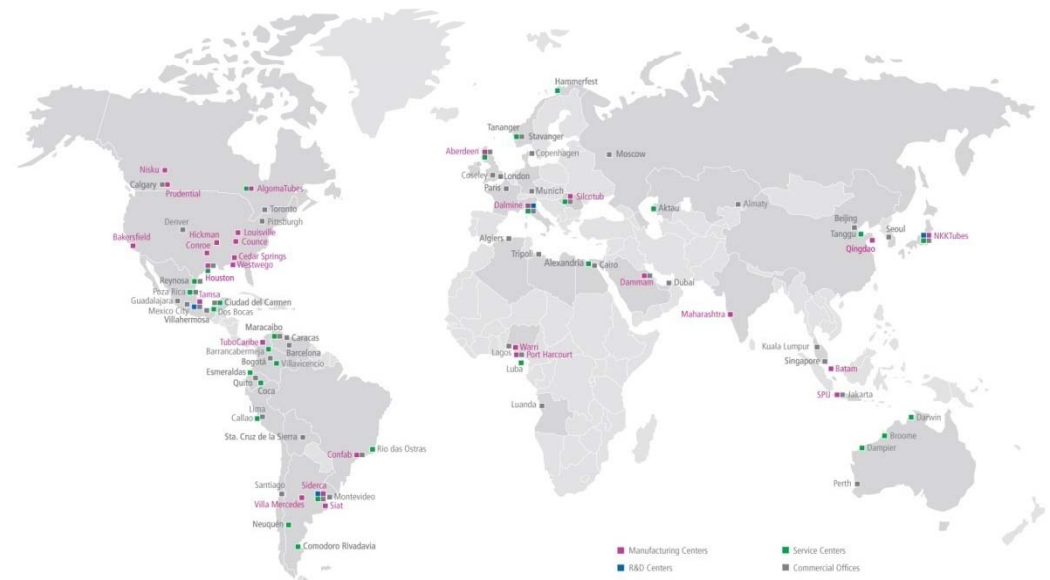 Hammerfest
Tananger
Stavanger
Aberdeen
Copenhagen
Moscow
Nisku
Coseley
London
Calgary
Prudential
AlgomaTubes
Paris
Munich
Silcotub
Dalmine
Aktau
Almaty
Toronto
Denver
Pittsburgh
Beijing
Seoul
Bakersfield
Hickman
Louisville
Tanggu
NKKTubes
Conroe
Counce
Algiers
Qingdao
Cedar Springs
Tripoli
Westwego
Alexandria
Cairo
Houston
Reynosa
Dammam
Dubai
Poza Rica
Tamsa
Guadalajara
Ciudad del Carmen
Mexico City
Dos Bocas
Maharashtra
Villahermosa
Maracaibo
Caracas
TuboCaribe
Barcelona
Warri
Kuala Lumpur
Barrancabermeja
Lagos
Port Harcourt
Bogotá
Villavicencio
Singapore
Luba
Batam
Esmeraldas
Quito
Coca
SPIJ
Jakarta
Luanda
Lima
Callao
Darwin
Sta. Cruz de la Sierra
Broome
Rio das Ostras
Dampier
Confab
Santiago
Siderca
Perth
Montevideo
Villa Mercedes
Siat
Neuquén
Comodoro Rivadavia
Manufacturing Centers
Service Centers
R&D Centers
Commercial Offices